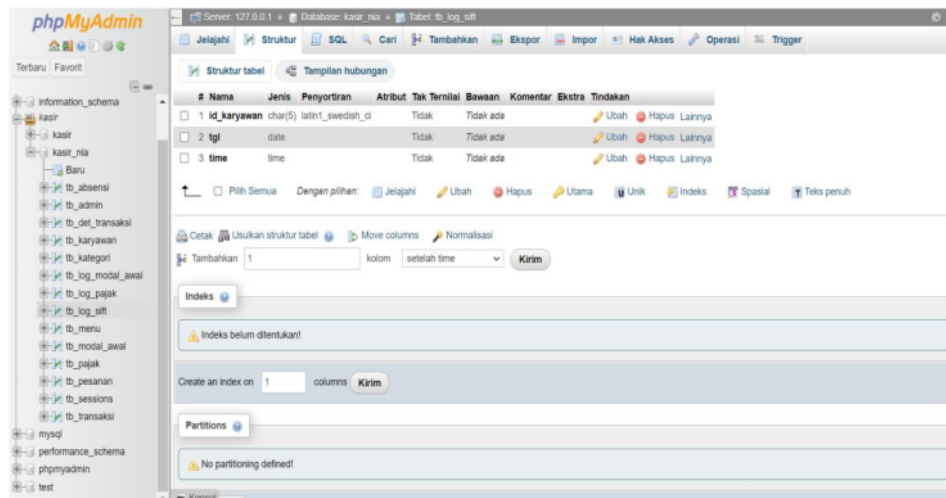 phpMyAdmin
Terbaru Favorit
information_schema
kasir
kasir
kasir_nia
Baru
tb_absensi
tb_admin
tb_det_transaksi
tb_karyawan
tb_kategori
tb_log_modal_awal
tb_log_pajak
tb_log_sift
tb_menu
tb_modal_awal
tb_pajak
tb_pesanan
tb_sessions
tb_transaksi
mysql
performance_schema
phpmyadmin
test
Server: 127.0.0.1 » Database: kasir_nia » Tabel: tb_log_sift
Jelajahi Struktur SQL Cari Tambahkan Ekspor Impor Hak Akses Operasi Trigger
Struktur tabel Tampilan hubungan
# Nama Jenis Penyortiran Atribut Tak Ternilai Bawaan Komentar Ekstra Tindakan
1 id_karyawan char(5) latin1_swedish_ci Tidak Tidak ada Ubah Hapus Lainnya
2 tgl date Tidak Tidak ada Ubah Hapus Lainnya
3 time time Tidak Tidak ada Ubah Hapus Lainnya
Pilih Semua Dengan pilihan: Jelajahi Ubah Hapus Utama Unik Indeks Spasial Teks penuh
Cetak Usulkan struktur tabel Move columns Normalisasi
Tambahkan 1 kolom setelah time Kirim
Indeks
Indeks belum ditentukan!
Create an index on 1 columns Kirim
Partitions
No partitioning defined!
Konsol